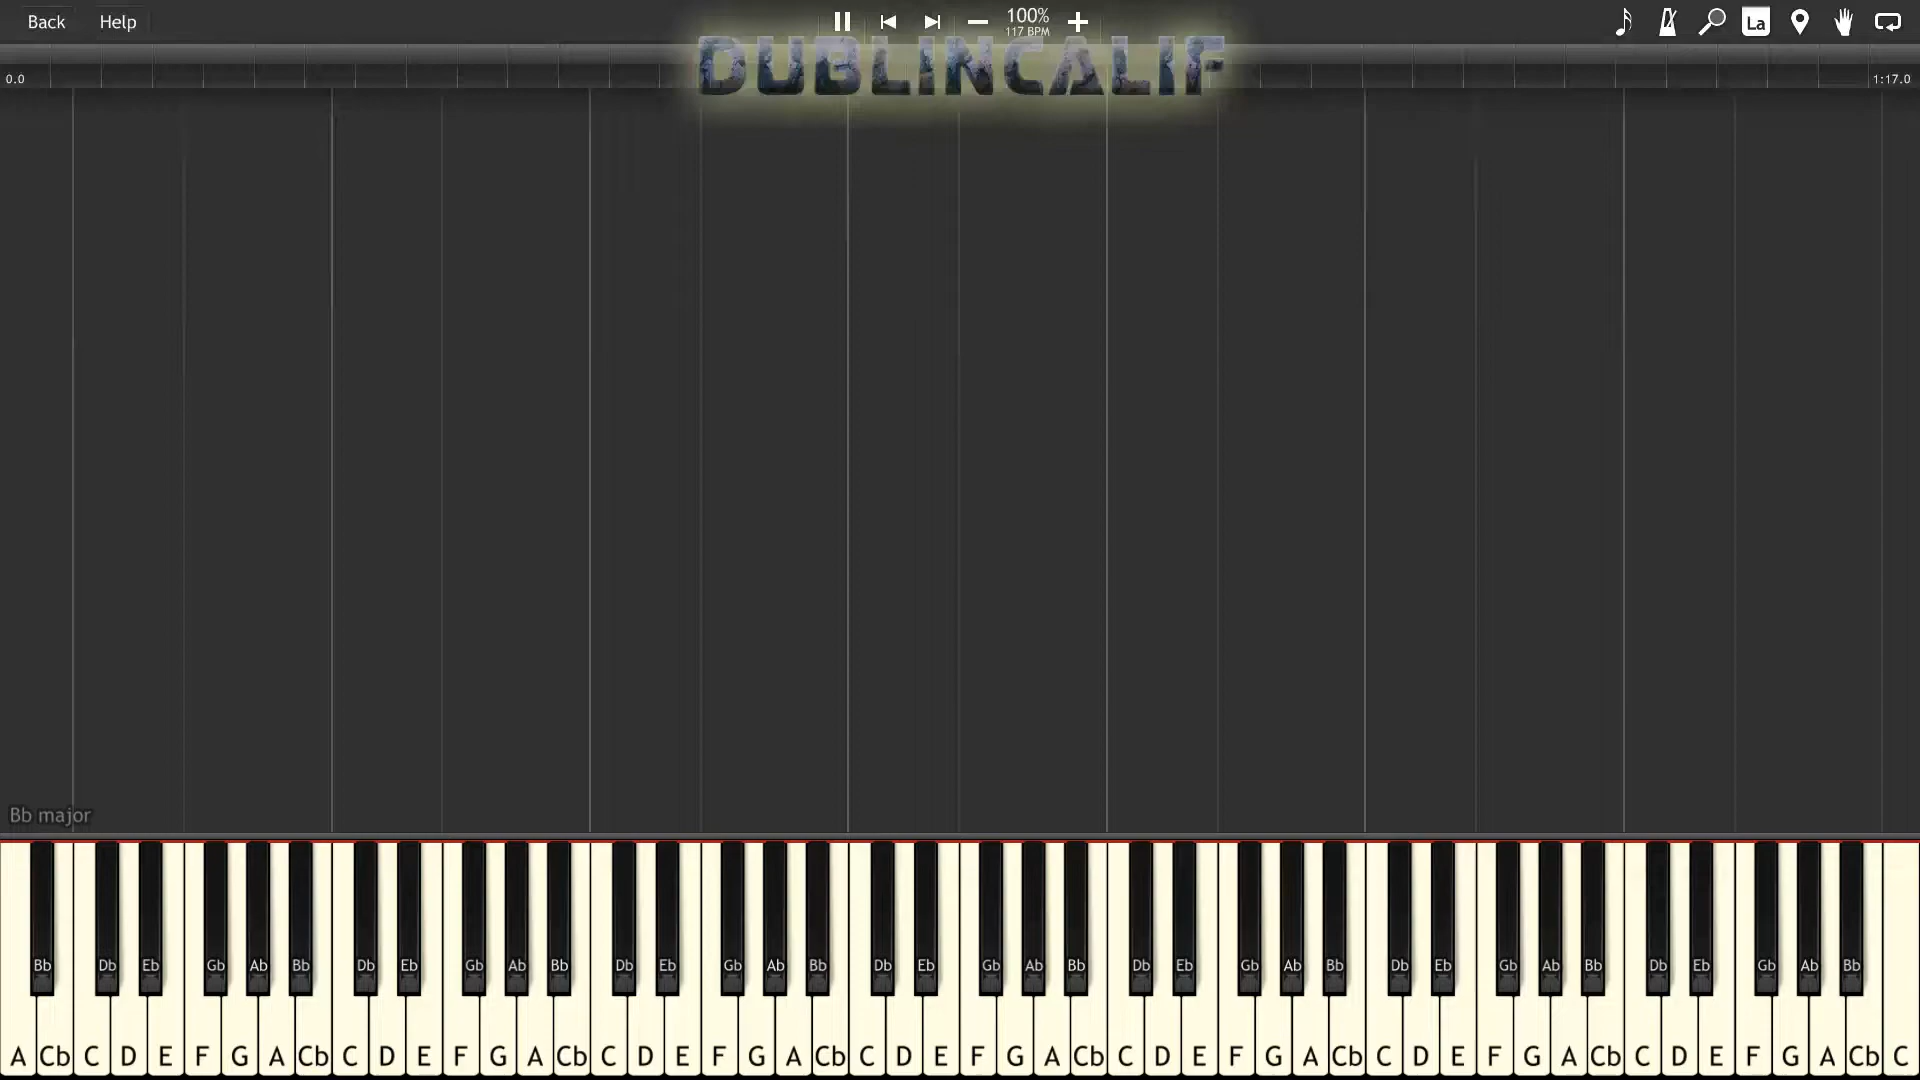 Back Help 100% La
117 BPM
DUBLINCALIF
0.0 1:17.0
Bb major
Bb Db Eb Gb Ab Bb Db Eb Gb Ab Bb Db Eb Gb Ab Bb Db Eb Gb Ab Bb Db Eb Gb Ab Bb Db Eb Gb Ab Bb Db Eb Gb Ab Bb
A Cb C D E F G A Cb C D E F G A Cb C D E F G A Cb C D E F G A Cb C D E F G A Cb C D E F G A Cb C D E F G A Cb C